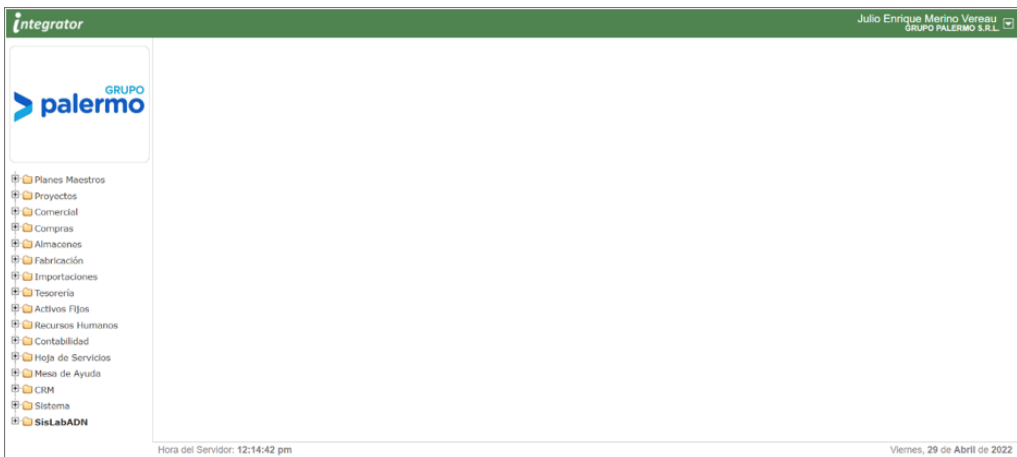 integrator
Julio Enrique Merino Vereau
GRUPO PALERMO S.R.L.
GRUPO
palermo
Planes Maestros
Proyectos
Comercial
Compras
Almacenes
Fabricación
Importaciones
Tesorería
Activos Fijos
Recursos Humanos
Contabilidad
Hoja de Servicios
Mesa de Ayuda
CRM
Sistema
SisLabADN
Hora del Servidor: 12:14:42 pm
Viernes, 29 de Abril de 2022